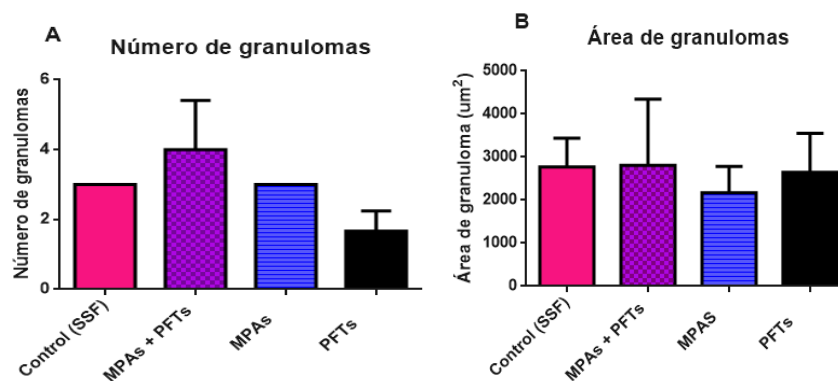 A
Número de granulomas
Número de granulomas
6
4
2
0
Control (SSF)
MPAs + PFTs
MPAs
PFTs
B
Área de granulomas
Área de granuloma (um²)
5000
4000
3000
2000
1000
0
Control (SSF)
MPAs + PFTs
MPAS
PFTs